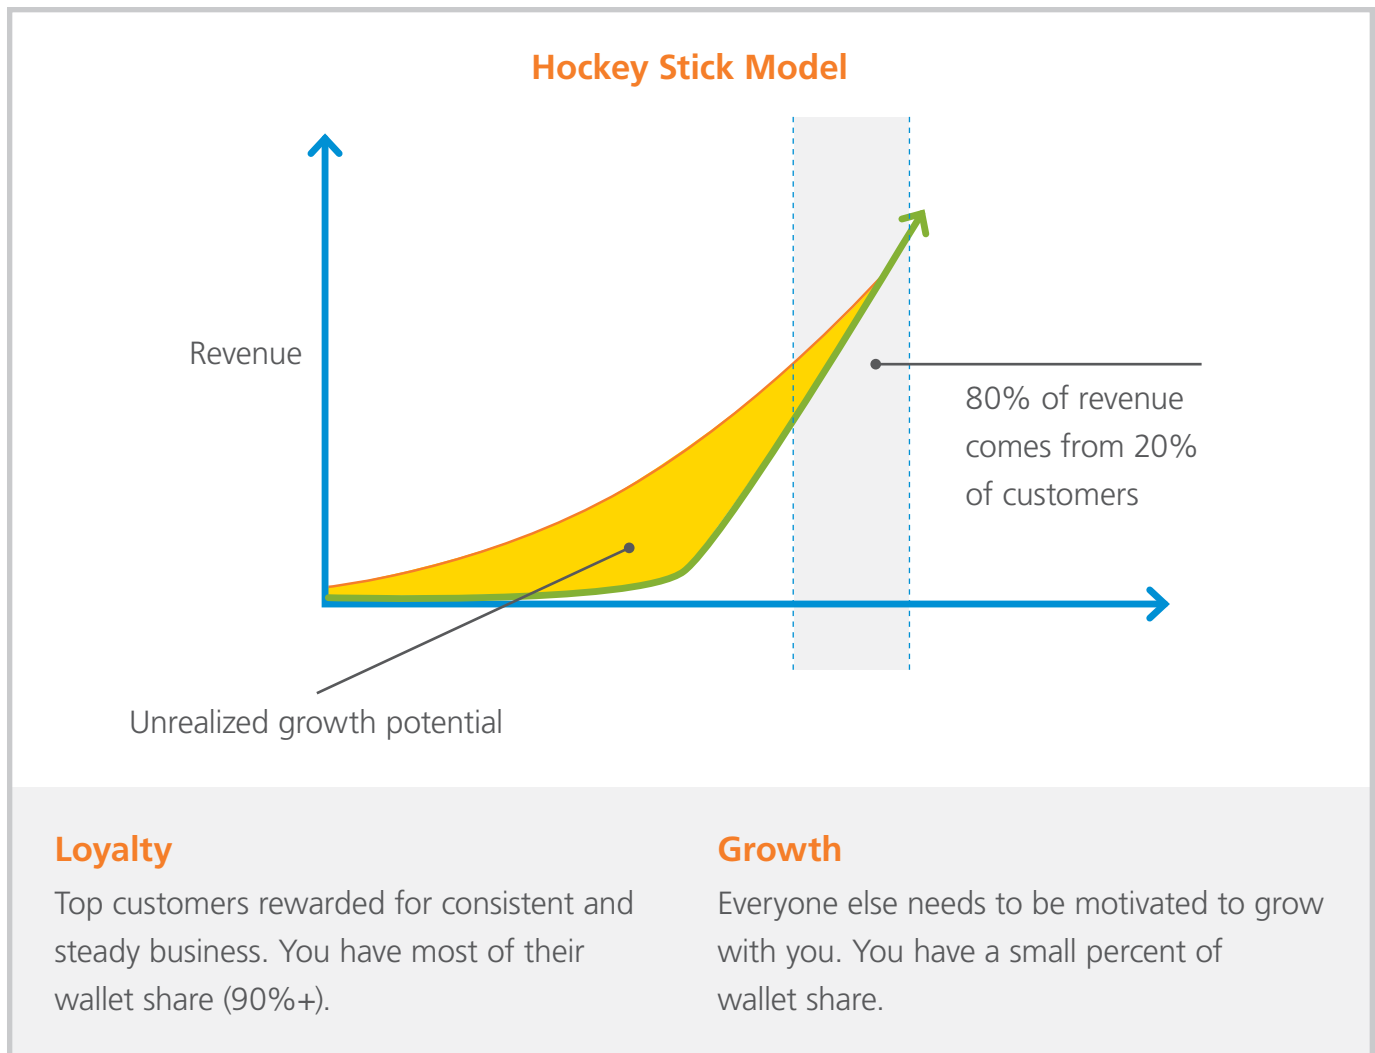 Hockey Stick Model
Revenue
80% of revenue
comes from 20%
of customers
Unrealized growth potential
Loyalty
Top customers rewarded for consistent and
steady business. You have most of their
wallet share (90%+).
Growth
Everyone else needs to be motivated to grow
with you. You have a small percent of
wallet share.